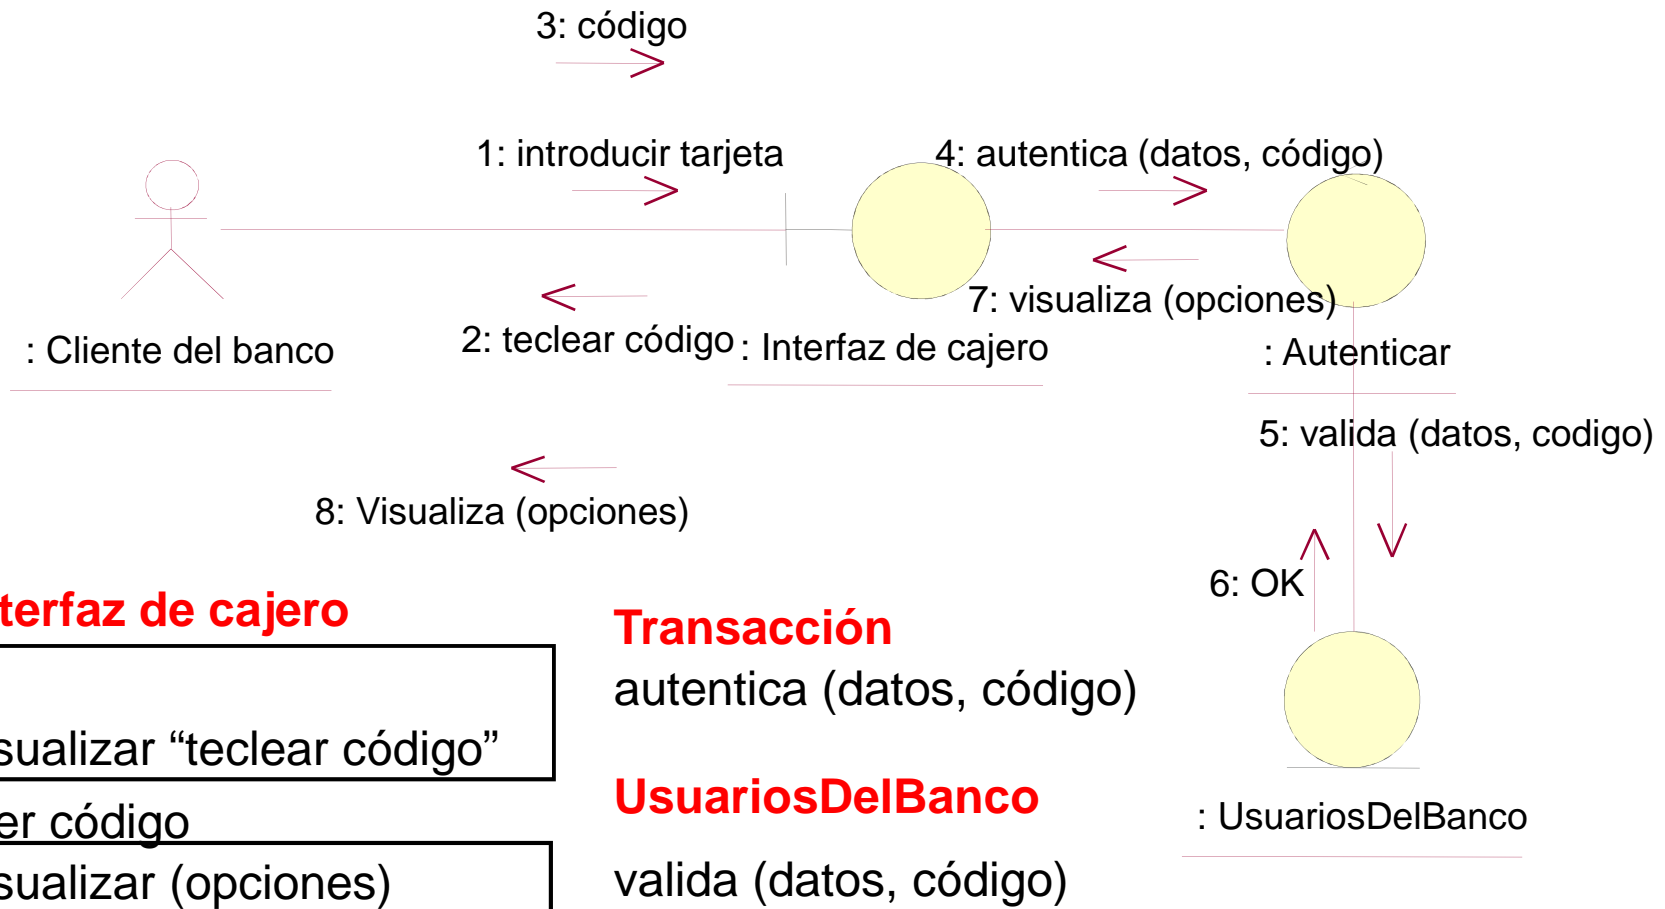 3: código
1: introducir tarjeta
4: autentica (datos, código)
7: visualiza (opciones)
2: teclear código
: Cliente del banco
: Interfaz de cajero
: Autenticar
5: valida (datos, codigo)
8: Visualiza (opciones)
6: OK
: UsuariosDelBanco
terfaz de cajero
sualizar “teclear código”
er código
sualizar (opciones)
Transacción
autentica (datos, código)
UsuariosDelBanco
valida (datos, código)